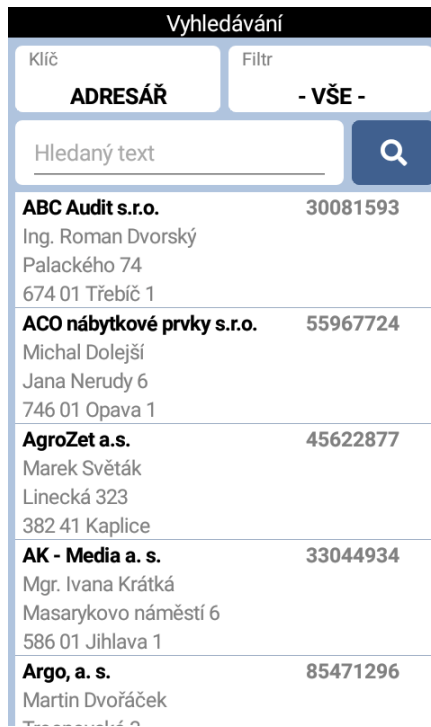 Vyhledávání
Klíč
Filtr
ADRESÁŘ
- VŠE -
Hledaný text
ABC Audit s.r.o. 30081593
Ing. Roman Dvorský
Palackého 74
674 01 Třebíč 1
ACO nábytkové prvky s.r.o. 55967724
Michal Dolejší
Jana Nerudy 6
746 01 Opava 1
AgroZet a.s. 45622877
Marek Světák
Linecká 323
382 41 Kaplice
AK - Media a. s. 33044934
Mgr. Ivana Krátká
Masarykovo náměstí 6
586 01 Jihlava 1
Argo, a. s. 85471296
Martin Dvořáček